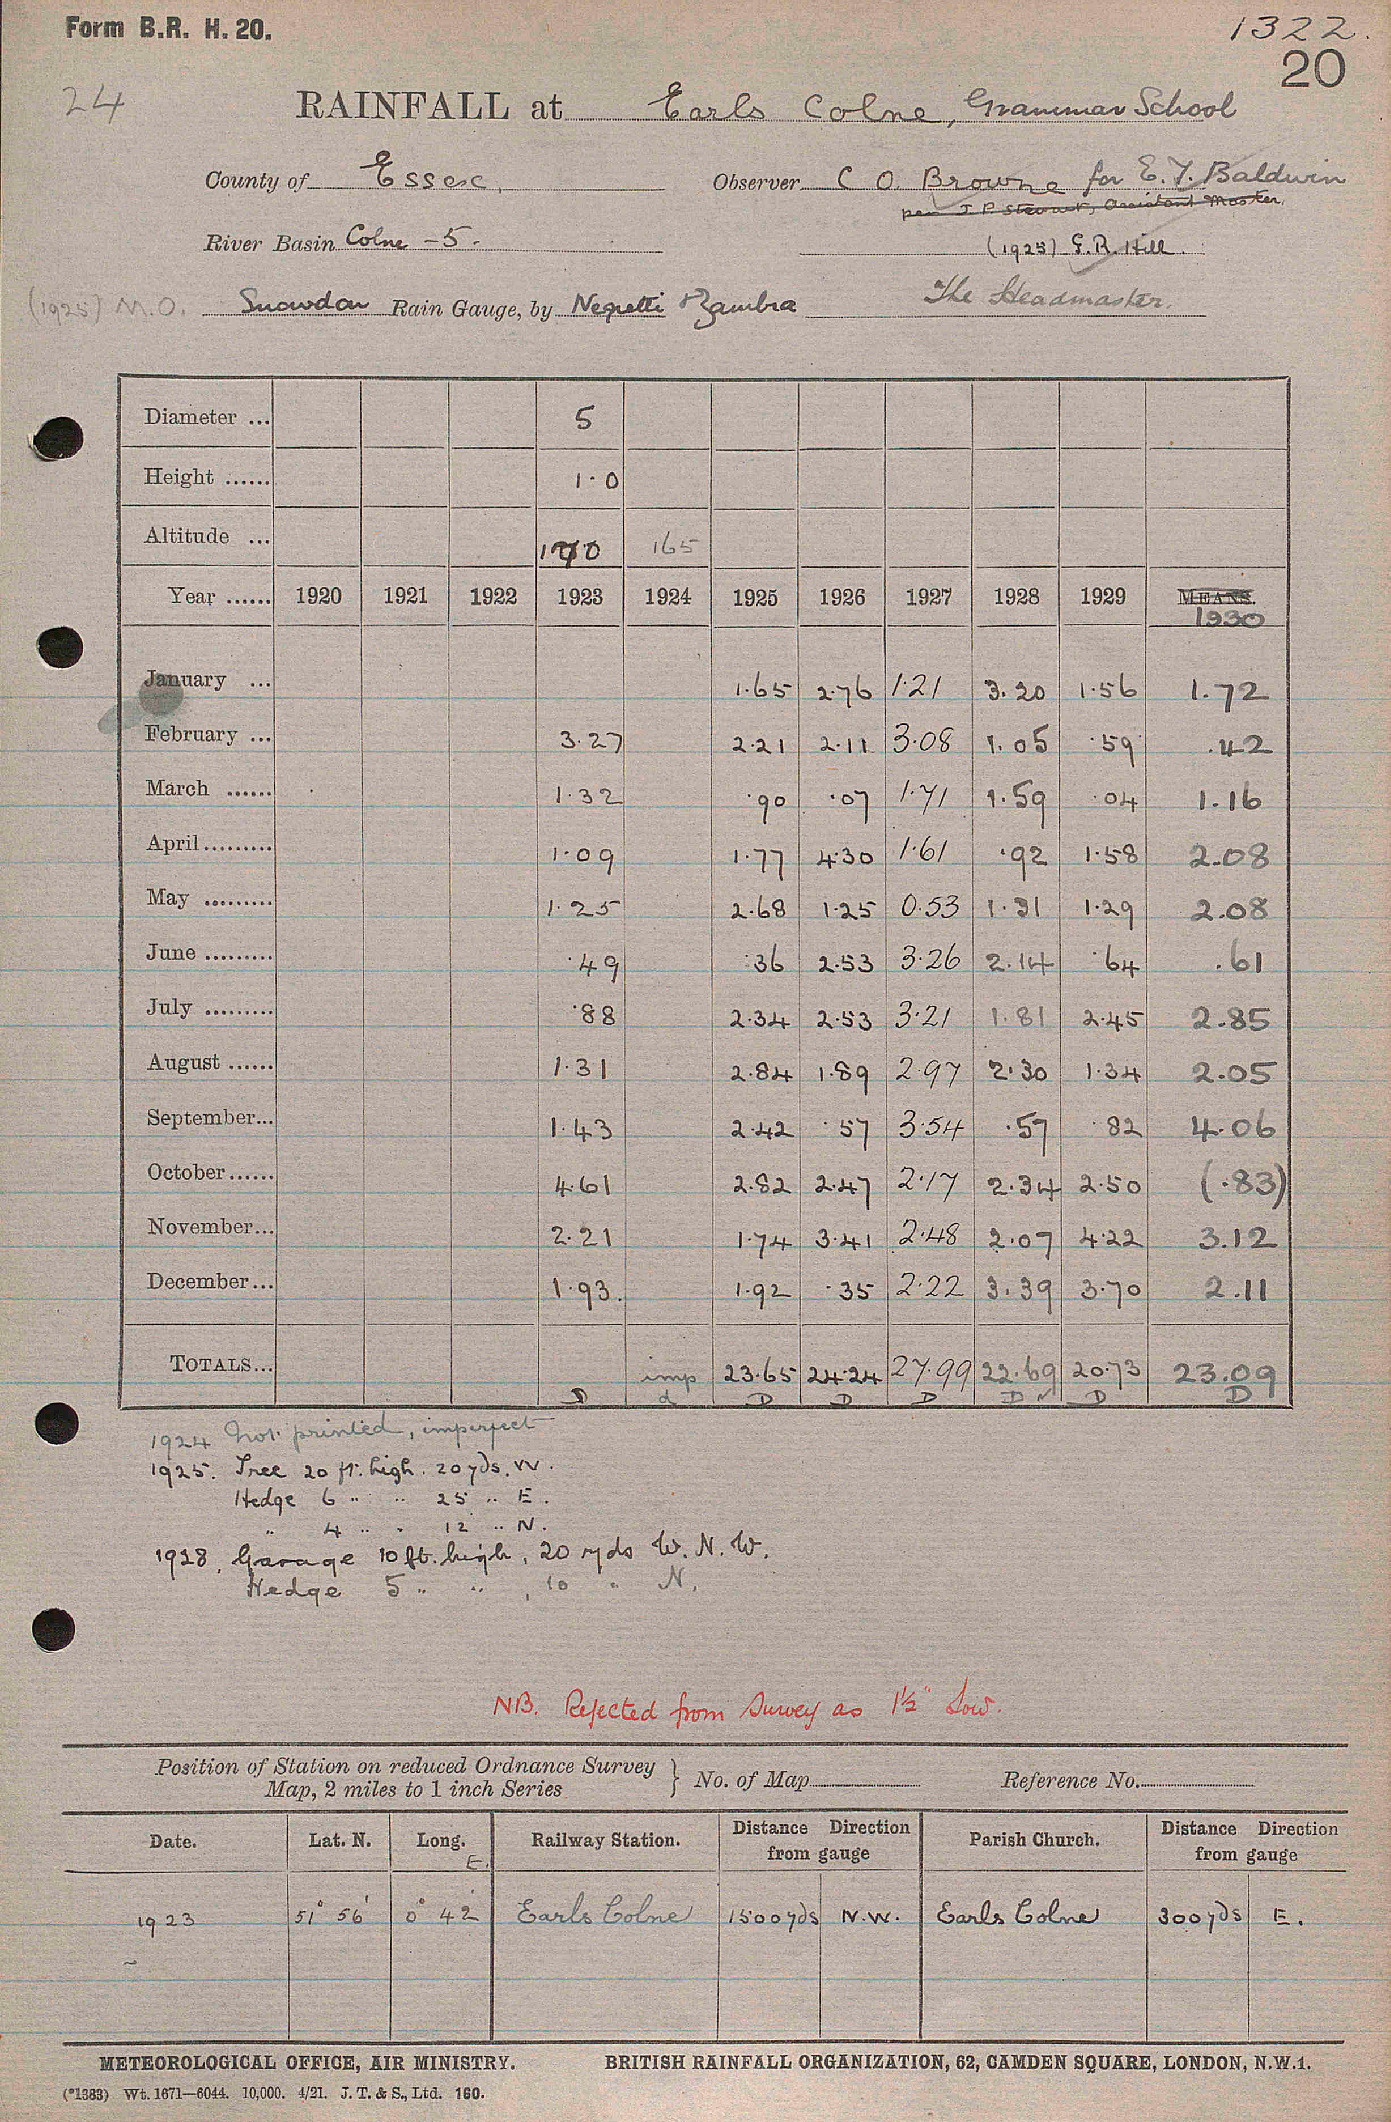 Form B.R. H. 20.
1322.
20
24
RAINFALL at Earls Colne, Grammar School
County of Essex,
Observer C O. Browne for E. Y. Baldwin
per J P Stewart, Assistant Master,
River Basin Colne -5.
(1925) G. R. Hill.
(1925) M.O. Snowdon Rain Gauge, by Negretti & Zambra
The Headmaster.
Diameter ... 5
Height ...... 1.0
Altitude ... 170 165
Year ...... 1920 1921 1922 1923 1924 1925 1926 1927 1928 1929 MEANS.
1930
January ... 1.65 2.76 1.21 3.20 1.56 1.72
February ... 3.27 2.21 2.11 3.08 1.05 .59 .42
March ...... 1.32 .90 .07 1.71 1.59 .04 1.16
April ......... 1.09 1.77 4.30 1.61 .92 1.58 2.08
May ......... 1.25 2.68 1.25 0.53 1.31 1.29 2.08
June ......... .49 .36 2.53 3.26 2.14 .64 .61
July ......... .88 2.34 2.53 3.21 1.81 2.45 2.85
August ...... 1.31 2.84 1.89 2.97 2.30 1.34 2.05
September... 1.43 2.42 .57 3.54 .57 .82 4.06
October ...... 4.61 2.82 2.47 2.17 2.34 2.50 (.83)
November... 2.21 1.74 3.41 2.48 2.07 4.22 3.12
December... 1.93. 1.92 .35 2.22 3.39 3.70 2.11
TOTALS... imp 23.65 24.24 27.99 22.69 20.73 23.09
D d D D D D D D
1924 Not printed, imperfect
1925. Tree 20 ft. high. 20 yds. W.
Hedge 6 " " 25 " E.
" 4 " " 12 " N.
1928. Garage 10 ft. high, 20 yds W. N. W.
Hedge 5 " " , 10 " N.
NB. Rejected from Survey as 1½" Low.
Position of Station on reduced Ordnance Survey
Map, 2 miles to 1 inch Series } No. of Map Reference No.
Date. Lat. N. Long. E. Railway Station. Distance Direction from gauge Parish Church. Distance Direction from gauge
1923 51° 56' 0° 42' Earls Colne 1500 yds N.W. Earls Colne 300 yds E.
METEOROLOGICAL OFFICE, AIR MINISTRY. BRITISH RAINFALL ORGANIZATION, 62, CAMDEN SQUARE, LONDON, N.W.1.
(*1383) Wt. 1671—6044. 10,000. 4/21. J. T. & S., Ltd. 160.